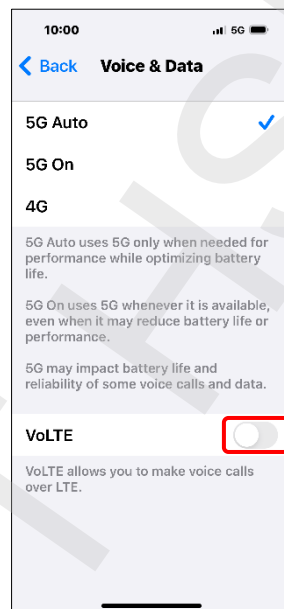 10:00
5G
Back Voice & Data
5G Auto
5G On
4G
5G Auto uses 5G only when needed for
performance while optimizing battery
life.
5G On uses 5G whenever it is available,
even when it may reduce battery life or
performance.
5G may impact battery life and
reliability of some voice calls and data.
VoLTE
VoLTE allows you to make voice calls
over LTE.